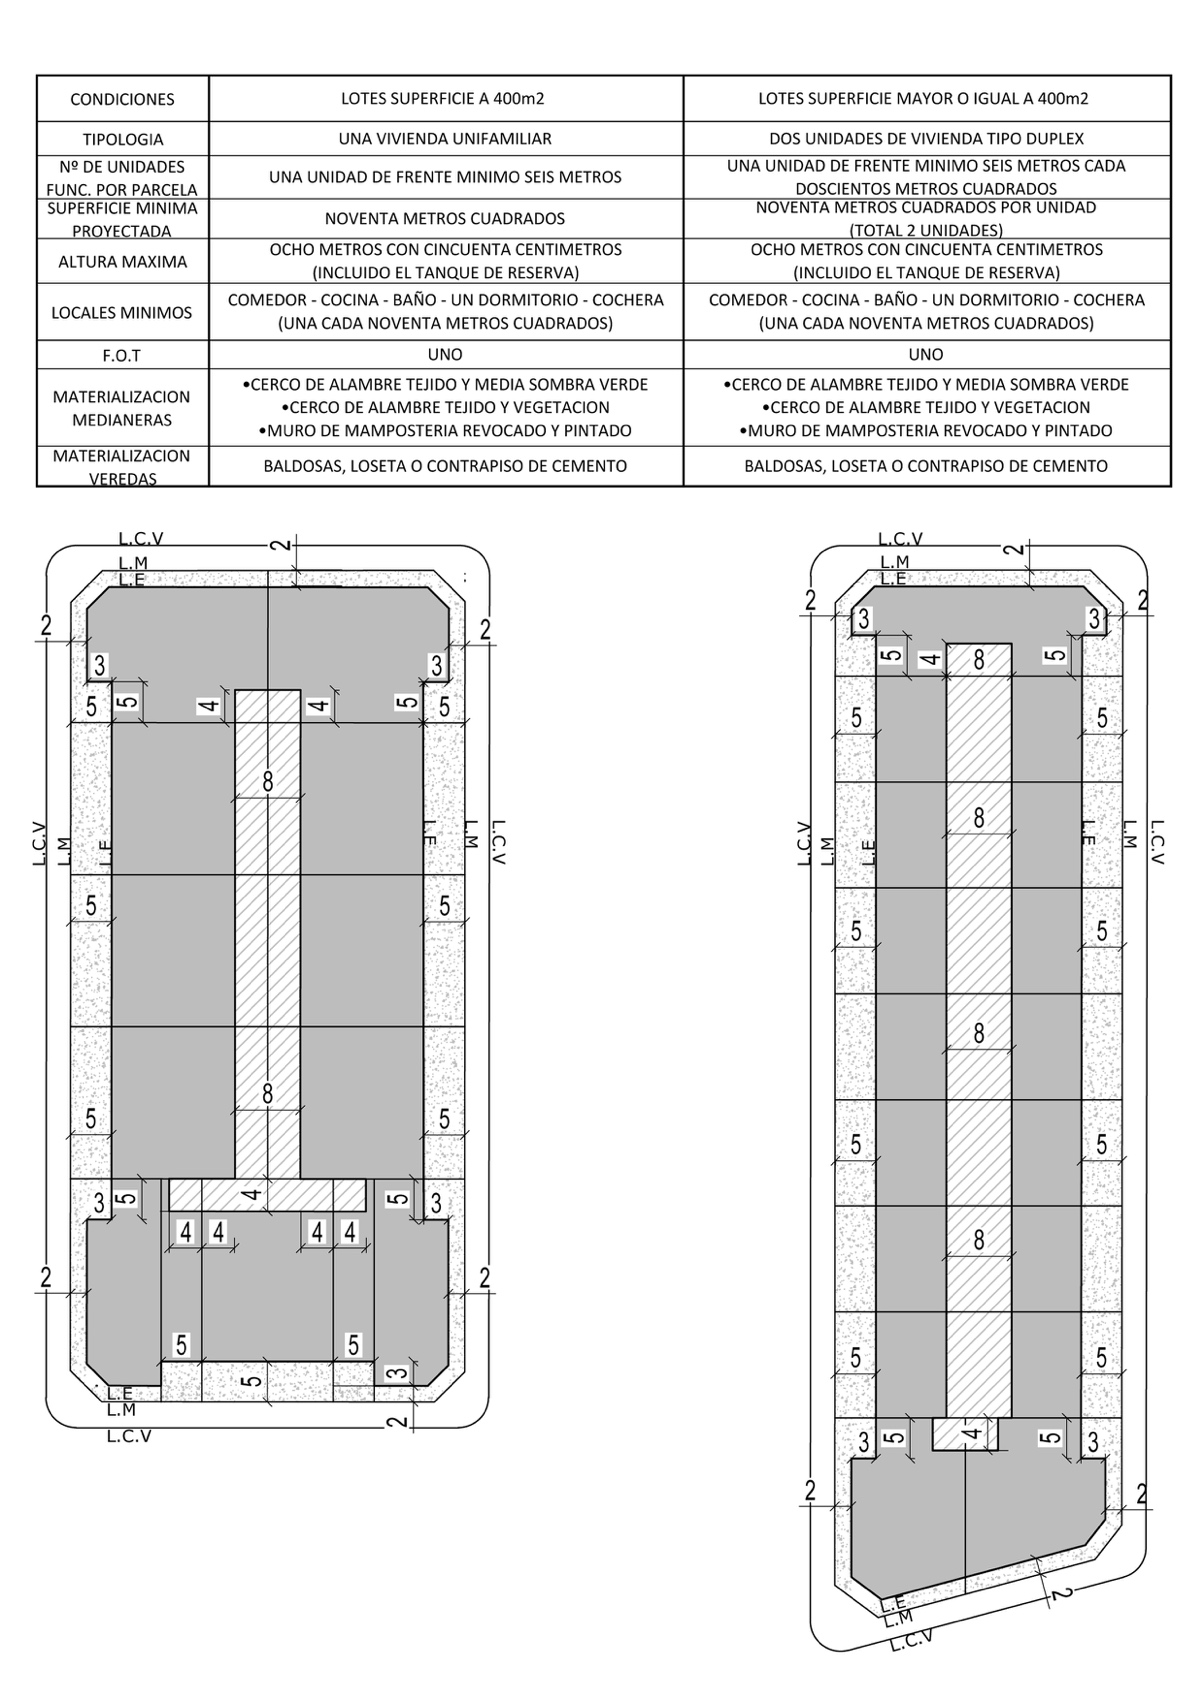 CONDICIONES
LOTES SUPERFICIE A 400m2
LOTES SUPERFICIE MAYOR O IGUAL A 400m2
TIPOLOGIA
UNA VIVIENDA UNIFAMILIAR
DOS UNIDADES DE VIVIENDA TIPO DUPLEX
Nº DE UNIDADES
FUNC. POR PARCELA
UNA UNIDAD DE FRENTE MINIMO SEIS METROS
UNA UNIDAD DE FRENTE MINIMO SEIS METROS CADA
DOSCIENTOS METROS CUADRADOS
SUPERFICIE MINIMA
PROYECTADA
NOVENTA METROS CUADRADOS
NOVENTA METROS CUADRADOS POR UNIDAD
(TOTAL 2 UNIDADES)
ALTURA MAXIMA
OCHO METROS CON CINCUENTA CENTIMETROS
(INCLUIDO EL TANQUE DE RESERVA)
OCHO METROS CON CINCUENTA CENTIMETROS
(INCLUIDO EL TANQUE DE RESERVA)
LOCALES MINIMOS
COMEDOR - COCINA - BAÑO - UN DORMITORIO - COCHERA
(UNA CADA NOVENTA METROS CUADRADOS)
COMEDOR - COCINA - BAÑO - UN DORMITORIO - COCHERA
(UNA CADA NOVENTA METROS CUADRADOS)
F.O.T
UNO
UNO
MATERIALIZACION
MEDIANERAS
•CERCO DE ALAMBRE TEJIDO Y MEDIA SOMBRA VERDE
•CERCO DE ALAMBRE TEJIDO Y VEGETACION
•MURO DE MAMPOSTERIA REVOCADO Y PINTADO
•CERCO DE ALAMBRE TEJIDO Y MEDIA SOMBRA VERDE
•CERCO DE ALAMBRE TEJIDO Y VEGETACION
•MURO DE MAMPOSTERIA REVOCADO Y PINTADO
MATERIALIZACION
VEREDAS
BALDOSAS, LOSETA O CONTRAPISO DE CEMENTO
BALDOSAS, LOSETA O CONTRAPISO DE CEMENTO
L.C.V
2
L.M
L.E
2
2
3
3
5
5
4
4
5
5
8
L.C.V
L.M
L.E
L.E
L.M
L.C.V
5
5
8
5
5
3
5
4
5
3
4
4
4
4
2
2
5
5
5
3
L.E
L.M
2
L.C.V
L.C.V
2
L.M
L.E
2
2
3
3
5
4
8
5
5
5
8
L.C.V
L.M
L.E
L.E
L.M
L.C.V
5
5
8
5
5
8
5
5
3
5
4
5
3
2
2
2
L.E
L.M
L.C.V